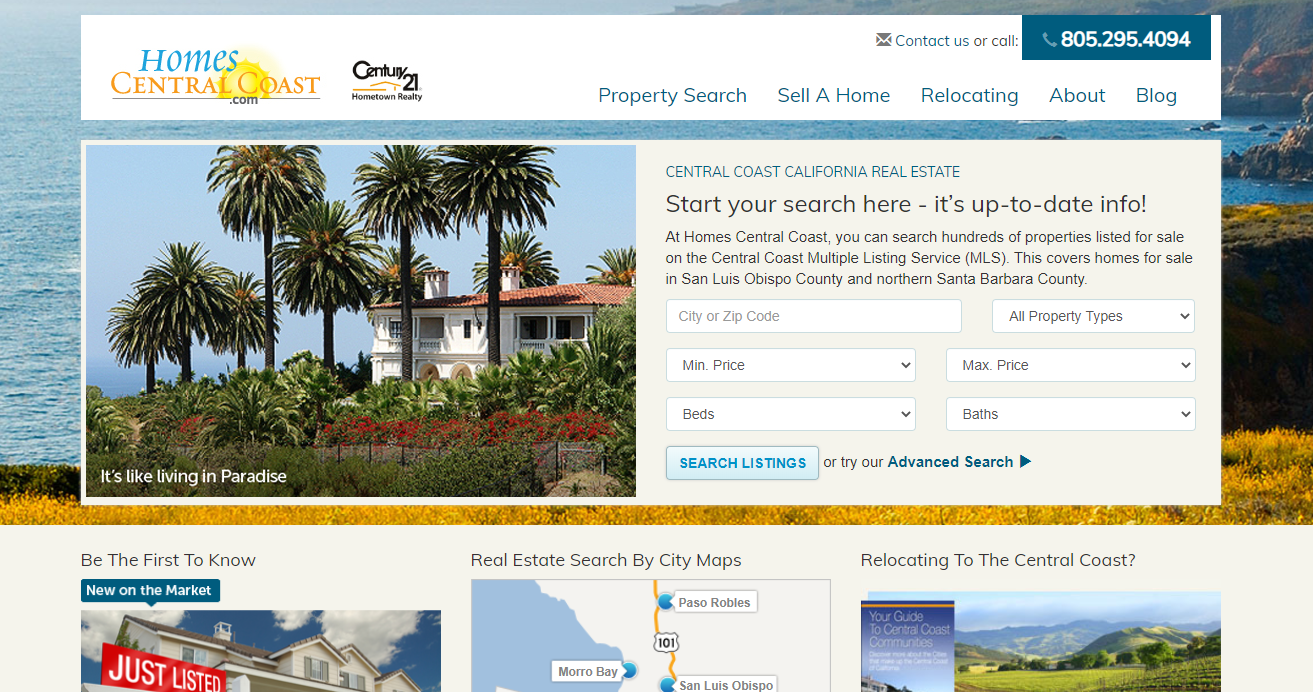 Contact us or call: 805.295.4094
Homes
CENTRAL COAST
.com
Century 21
Hometown Realty
Property Search Sell A Home Relocating About Blog
CENTRAL COAST CALIFORNIA REAL ESTATE
Start your search here - it's up-to-date info!
At Homes Central Coast, you can search hundreds of properties listed for sale
on the Central Coast Multiple Listing Service (MLS). This covers homes for sale
in San Luis Obispo County and northern Santa Barbara County.
City or Zip Code All Property Types
Min. Price Max. Price
Beds Baths
SEARCH LISTINGS or try our Advanced Search
It's like living in Paradise
Be The First To Know
New on the Market
JUST LISTED
Real Estate Search By City Maps
Paso Robles
101
Morro Bay
San Luis Obispo
Relocating To The Central Coast?
Your Guide
To Central Coast
Communities
Discover more about the Cities
that make up the Central Coast
of California.